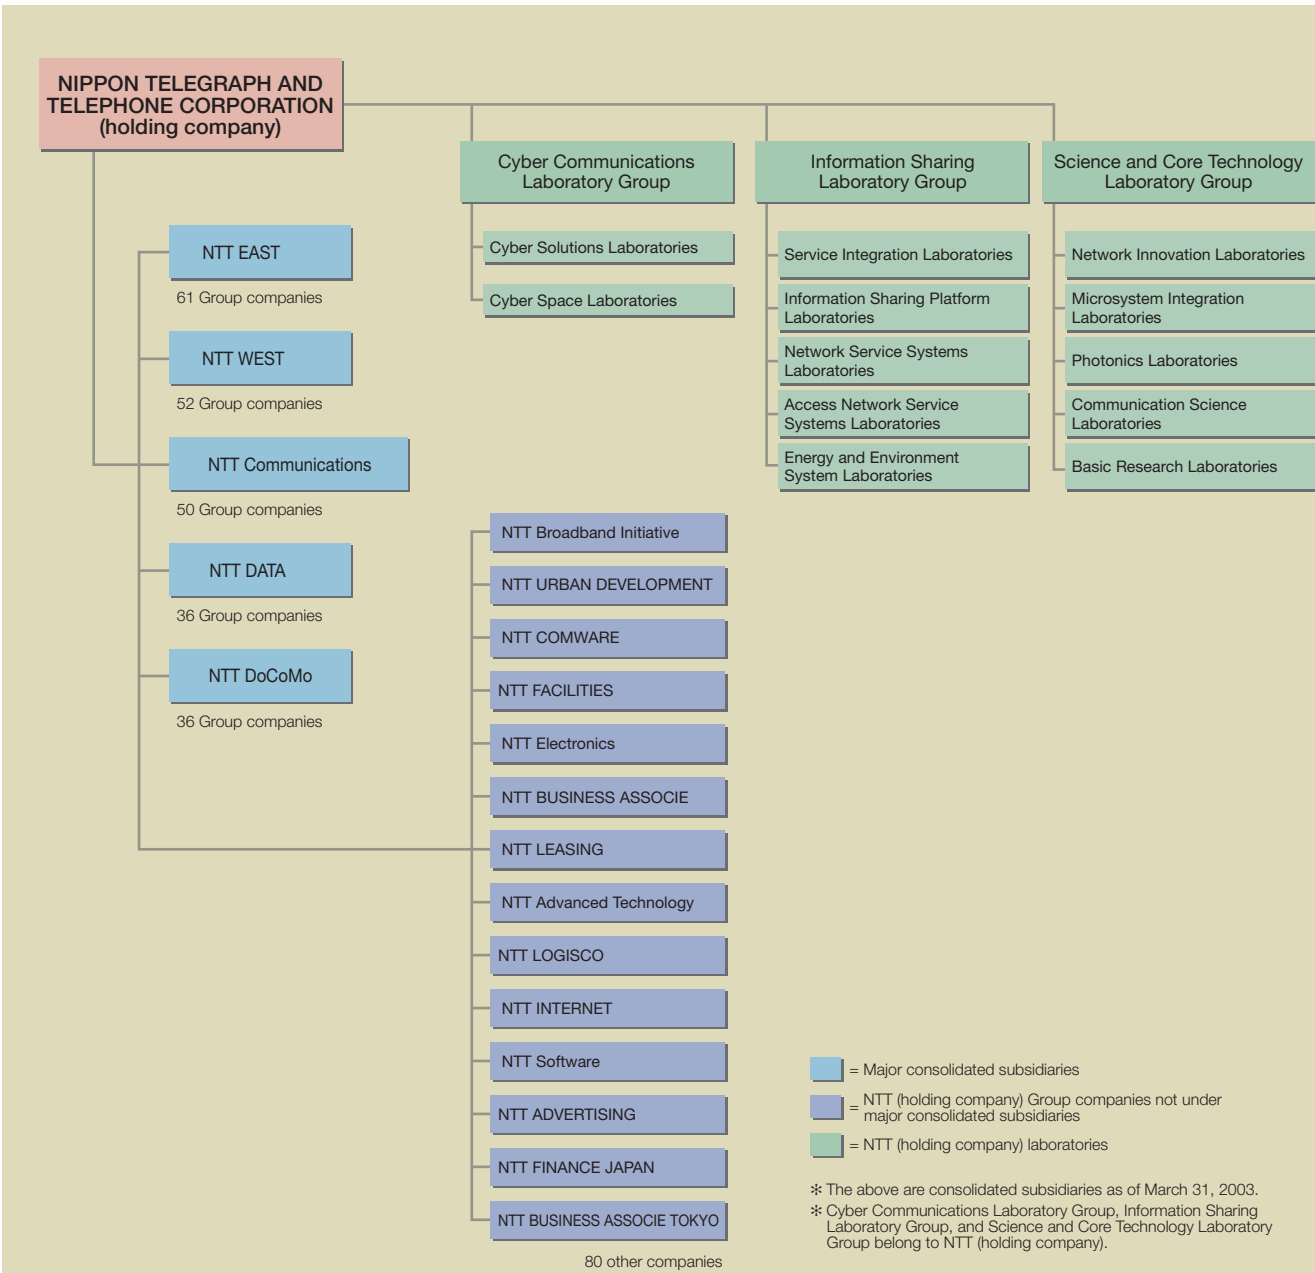 NIPPON TELEGRAPH AND
TELEPHONE CORPORATION
(holding company)
Cyber Communications
Laboratory Group
Cyber Solutions Laboratories
Cyber Space Laboratories
Information Sharing
Laboratory Group
Service Integration Laboratories
Information Sharing Platform
Laboratories
Network Service Systems
Laboratories
Access Network Service
Systems Laboratories
Energy and Environment
System Laboratories
Science and Core Technology
Laboratory Group
Network Innovation Laboratories
Microsystem Integration
Laboratories
Photonics Laboratories
Communication Science
Laboratories
Basic Research Laboratories
NTT EAST
61 Group companies
NTT WEST
52 Group companies
NTT Communications
50 Group companies
NTT DATA
36 Group companies
NTT DoCoMo
36 Group companies
NTT Broadband Initiative
NTT URBAN DEVELOPMENT
NTT COMWARE
NTT FACILITIES
NTT Electronics
NTT BUSINESS ASSOCIE
NTT LEASING
NTT Advanced Technology
NTT LOGISCO
NTT INTERNET
NTT Software
NTT ADVERTISING
NTT FINANCE JAPAN
NTT BUSINESS ASSOCIE TOKYO
80 other companies
= Major consolidated subsidiaries
= NTT (holding company) Group companies not under
major consolidated subsidiaries
= NTT (holding company) laboratories
✻ The above are consolidated subsidiaries as of March 31, 2003.
✻ Cyber Communications Laboratory Group, Information Sharing
Laboratory Group, and Science and Core Technology Laboratory
Group belong to NTT (holding company).